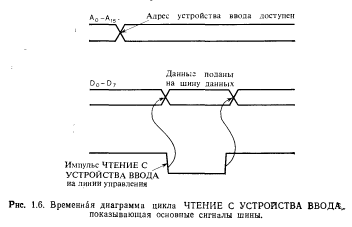 A₀–A₁₅.
Адрес устройства ввода доступен
D₀–D₇
Данные поданы
на шину данных
Импульс ЧТЕНИЕ С
УСТРОЙСТВА ВВОДА
на линии управления
Рис. 1.6. Временная диаграмма цикла ЧТЕНИЕ С УСТРОЙСТВА ВВОДА,
показывающая основные сигналы шины.